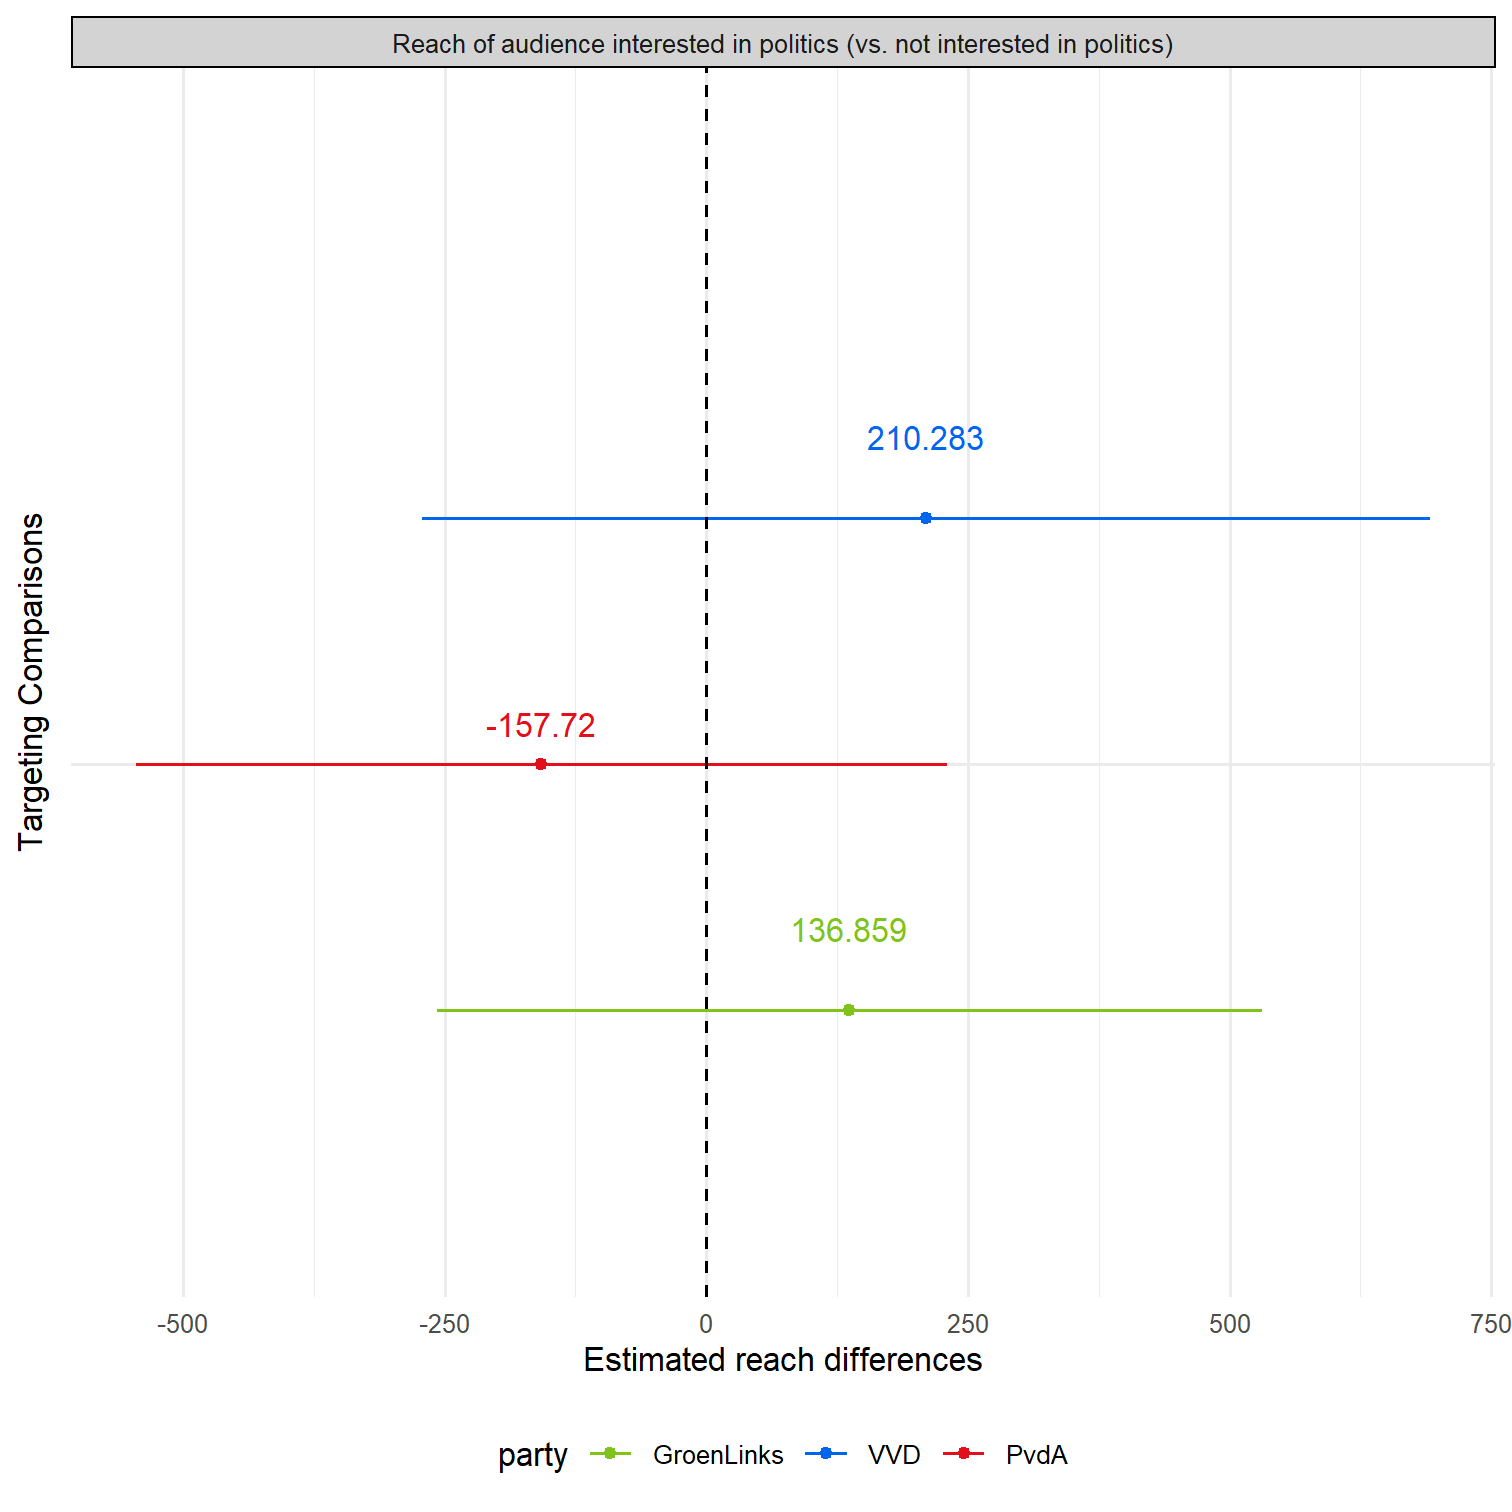 Reach of audience interested in politics (vs. not interested in politics)
210.283
Targeting Comparisons
-157.72
136.859
-500 -250 0 250 500 750
Estimated reach differences
party GroenLinks VVD PvdA